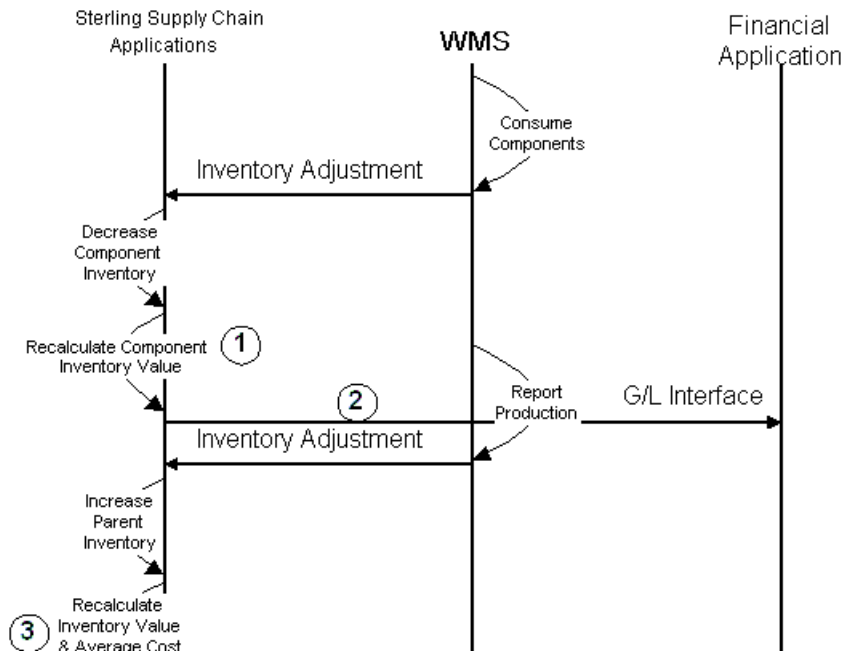 Sterling Supply Chain
Applications
WMS
Financial
Application
Consume
Components
Inventory Adjustment
Decrease
Component
Inventory
Recalculate Component
Inventory Value
1
2
Report
Production
G/L Interface
Inventory Adjustment
Increase
Parent
Inventory
3
Recalculate
Inventory Value
& Average Cost